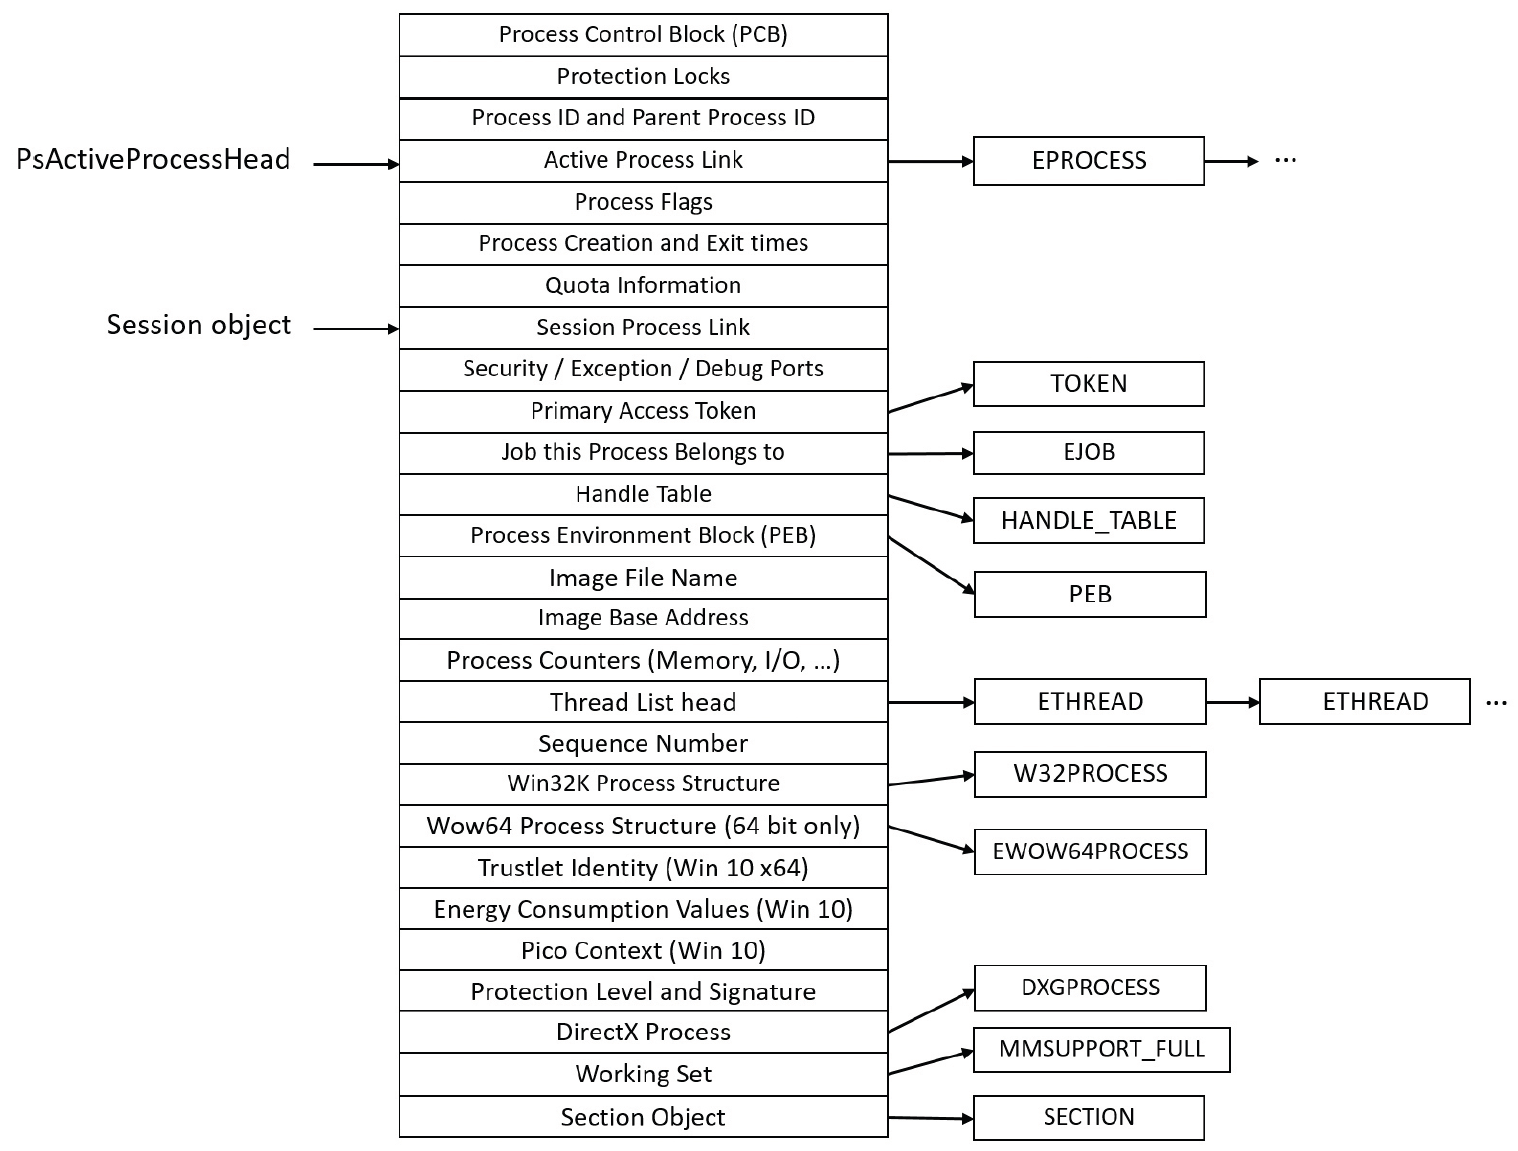 Process Control Block (PCB)
Protection Locks
Process ID and Parent Process ID
PsActiveProcessHead
Active Process Link
EPROCESS
...
Process Flags
Process Creation and Exit times
Quota Information
Session object
Session Process Link
Security / Exception / Debug Ports
TOKEN
Primary Access Token
Job this Process Belongs to
EJOB
Handle Table
HANDLE_TABLE
Process Environment Block (PEB)
PEB
Image File Name
Image Base Address
Process Counters (Memory, I/O, ...)
Thread List head
ETHREAD
ETHREAD
...
Sequence Number
Win32K Process Structure
W32PROCESS
Wow64 Process Structure (64 bit only)
EWOW64PROCESS
Trustlet Identity (Win 10 x64)
Energy Consumption Values (Win 10)
Pico Context (Win 10)
Protection Level and Signature
DXGPROCESS
DirectX Process
MMSUPPORT_FULL
Working Set
Section Object
SECTION